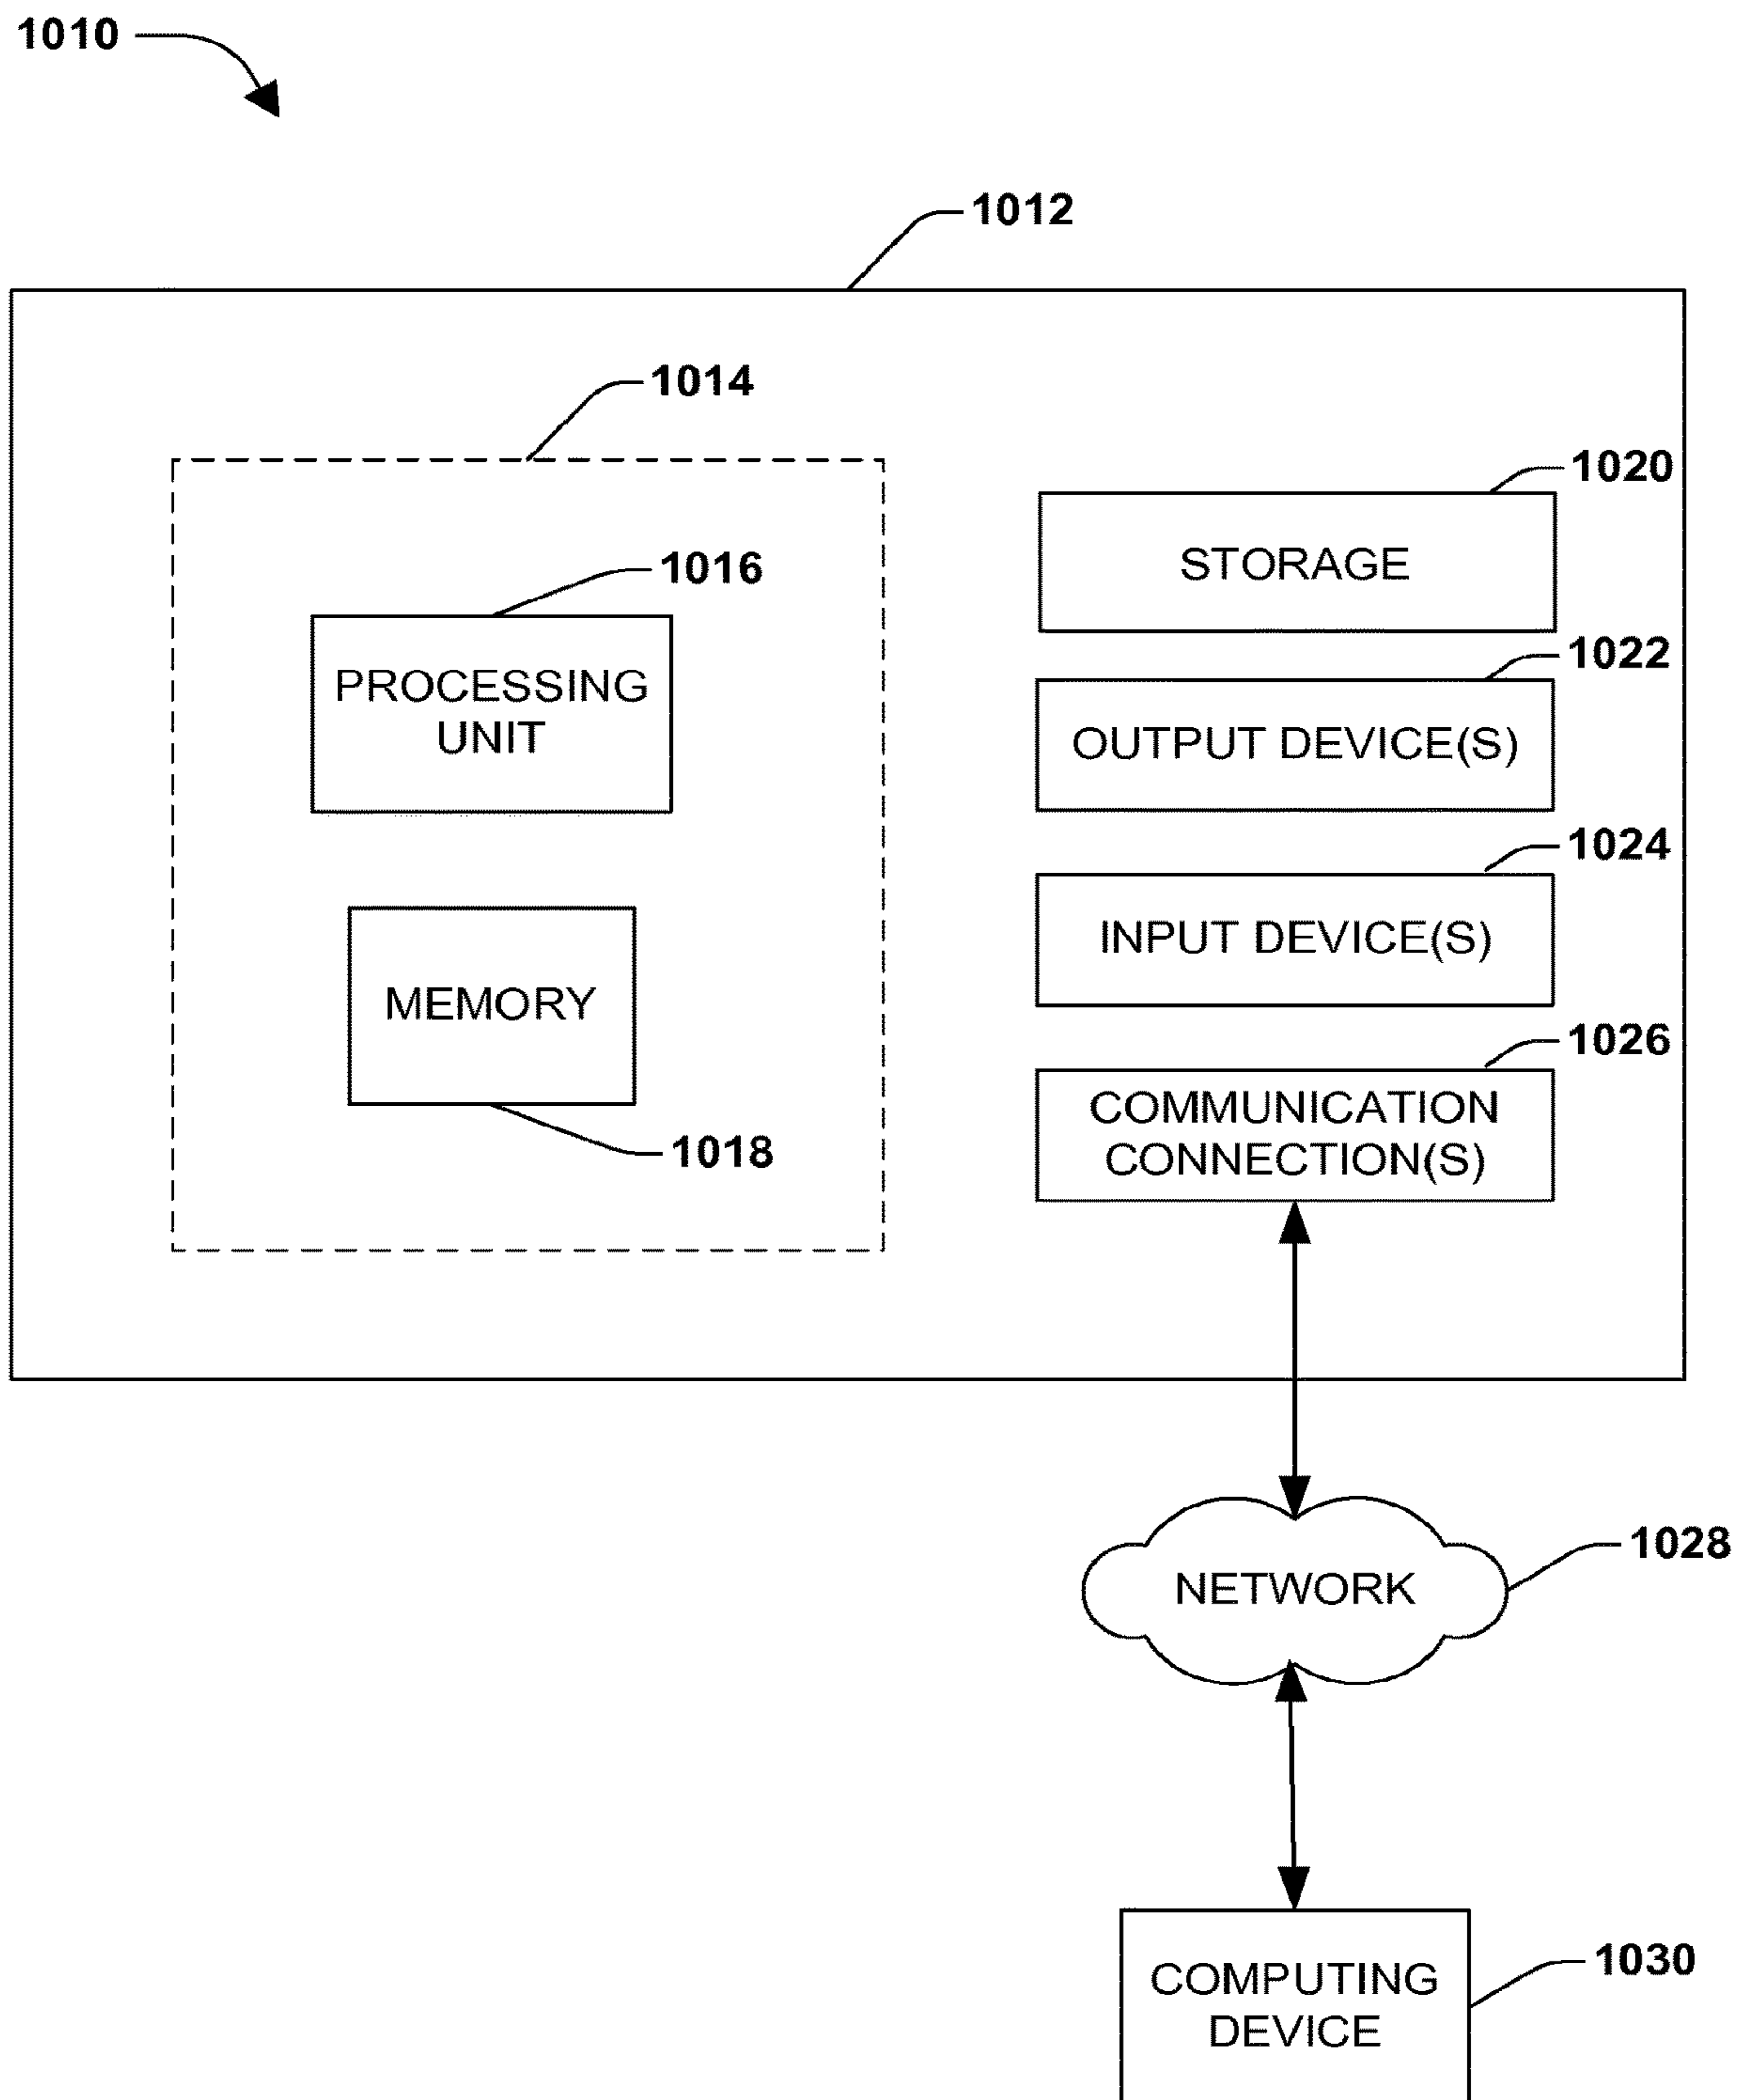 1010
1012
1014
1020
STORAGE
1016
PROCESSING
UNIT
1022
OUTPUT DEVICE(S)
1024
INPUT DEVICE(S)
MEMORY
1018
1026
COMMUNICATION
CONNECTION(S)
1028
NETWORK
1030
COMPUTING
DEVICE